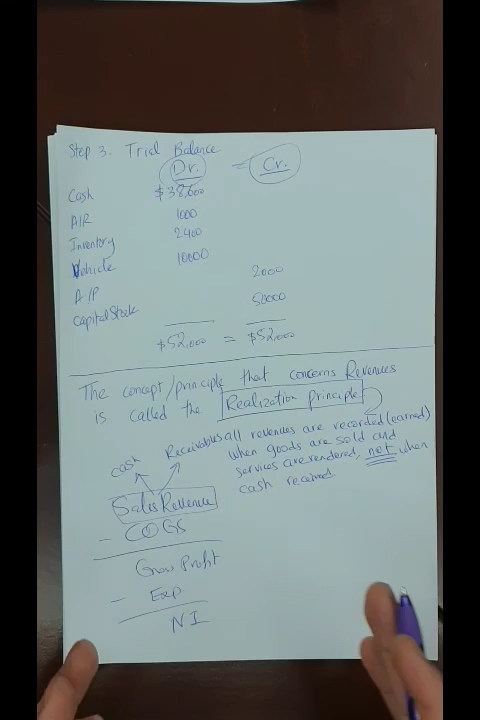 Step 3. Trial Balance
Dr. = Cr.
Cash $38,600
A/R 1000
Inventory 2400
Vehicle 10000
A/P 2000
Capital Stock 50000
$52,000 = $52,000
The concept/principle that concerns Revenues
is called the Realization principle
all revenues are recorded (earned)
when goods are sold and
services are rendered, not when
cash received.
cash Receivables
Sales Revenue
- COGS
Gross Profit
- Exp.
NI